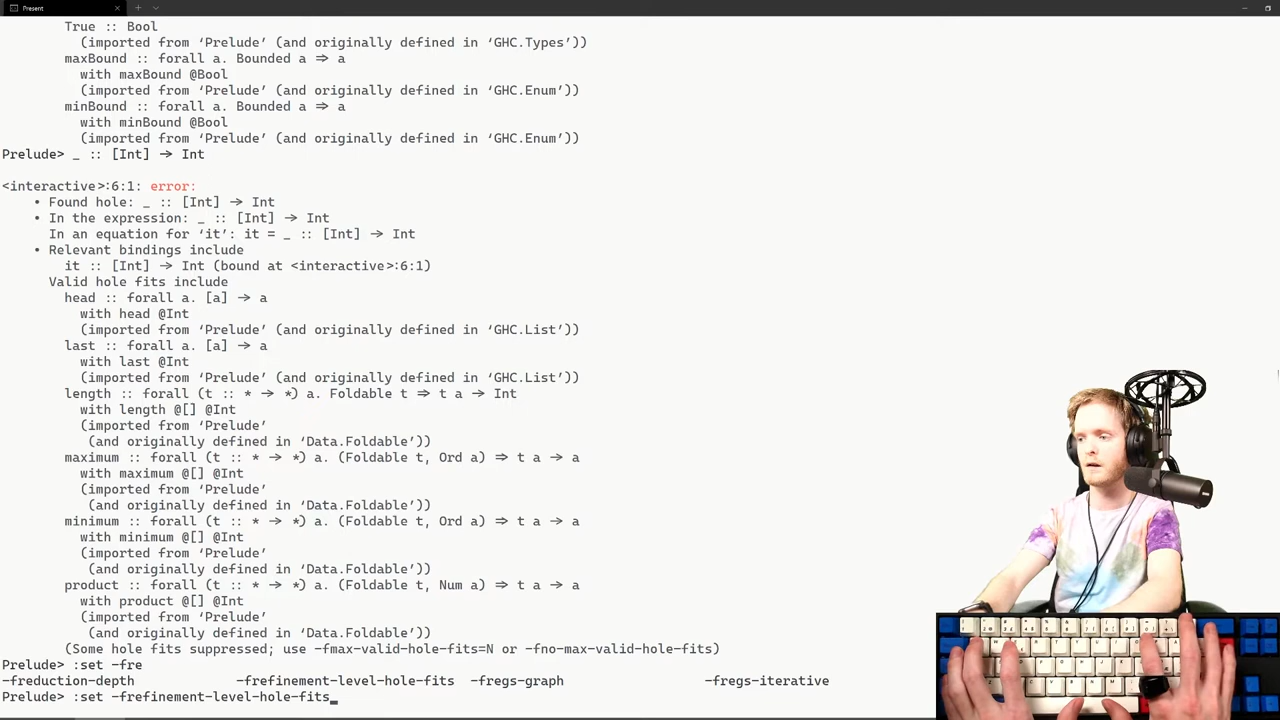 Present
True :: Bool
(imported from ‘Prelude’ (and originally defined in ‘GHC.Types’))
maxBound :: forall a. Bounded a ⇒ a
with maxBound @Bool
(imported from ‘Prelude’ (and originally defined in ‘GHC.Enum’))
minBound :: forall a. Bounded a ⇒ a
with minBound @Bool
(imported from ‘Prelude’ (and originally defined in ‘GHC.Enum’))
Prelude> _ :: [Int] → Int
<interactive>:6:1: error:
• Found hole: _ :: [Int] → Int
• In the expression: _ :: [Int] → Int
In an equation for ‘it’: it = _ :: [Int] → Int
• Relevant bindings include
it :: [Int] → Int (bound at <interactive>:6:1)
Valid hole fits include
head :: forall a. [a] → a
with head @Int
(imported from ‘Prelude’ (and originally defined in ‘GHC.List’))
last :: forall a. [a] → a
with last @Int
(imported from ‘Prelude’ (and originally defined in ‘GHC.List’))
length :: forall (t :: * → *) a. Foldable t ⇒ t a → Int
with length @[] @Int
(imported from ‘Prelude’
(and originally defined in ‘Data.Foldable’))
maximum :: forall (t :: * → *) a. (Foldable t, Ord a) ⇒ t a → a
with maximum @[] @Int
(imported from ‘Prelude’
(and originally defined in ‘Data.Foldable’))
minimum :: forall (t :: * → *) a. (Foldable t, Ord a) ⇒ t a → a
with minimum @[] @Int
(imported from ‘Prelude’
(and originally defined in ‘Data.Foldable’))
product :: forall (t :: * → *) a. (Foldable t, Num a) ⇒ t a → a
with product @[] @Int
(imported from ‘Prelude’
(and originally defined in ‘Data.Foldable’))
(Some hole fits suppressed; use -fmax-valid-hole-fits=N or -fno-max-valid-hole-fits)
Prelude> :set -fre
-freduction-depth -frefinement-level-hole-fits -fregs-graph -fregs-iterative
Prelude> :set -frefinement-level-hole-fits_